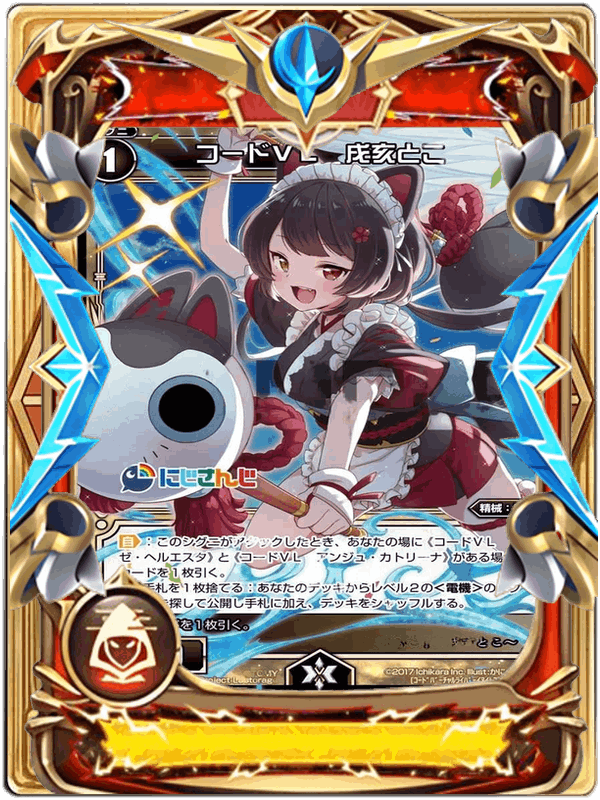 1
コードVL 戌亥とこ
にじさんじ
精械:
自:このシグニがアタックしたとき、あなたの場に《コードVL
ゼ・ヘルエスタ》と《コードVL アンジュ・カトリーナ》がある場
ードを1枚引く。
手札を1枚捨てる:あなたのデッキからレベル2の<電機>の
探して公開し手札に加え、デッキをシャッフルする。
を1枚引く。
とこ〜
©2017 Ichikara Inc. Illust:かに